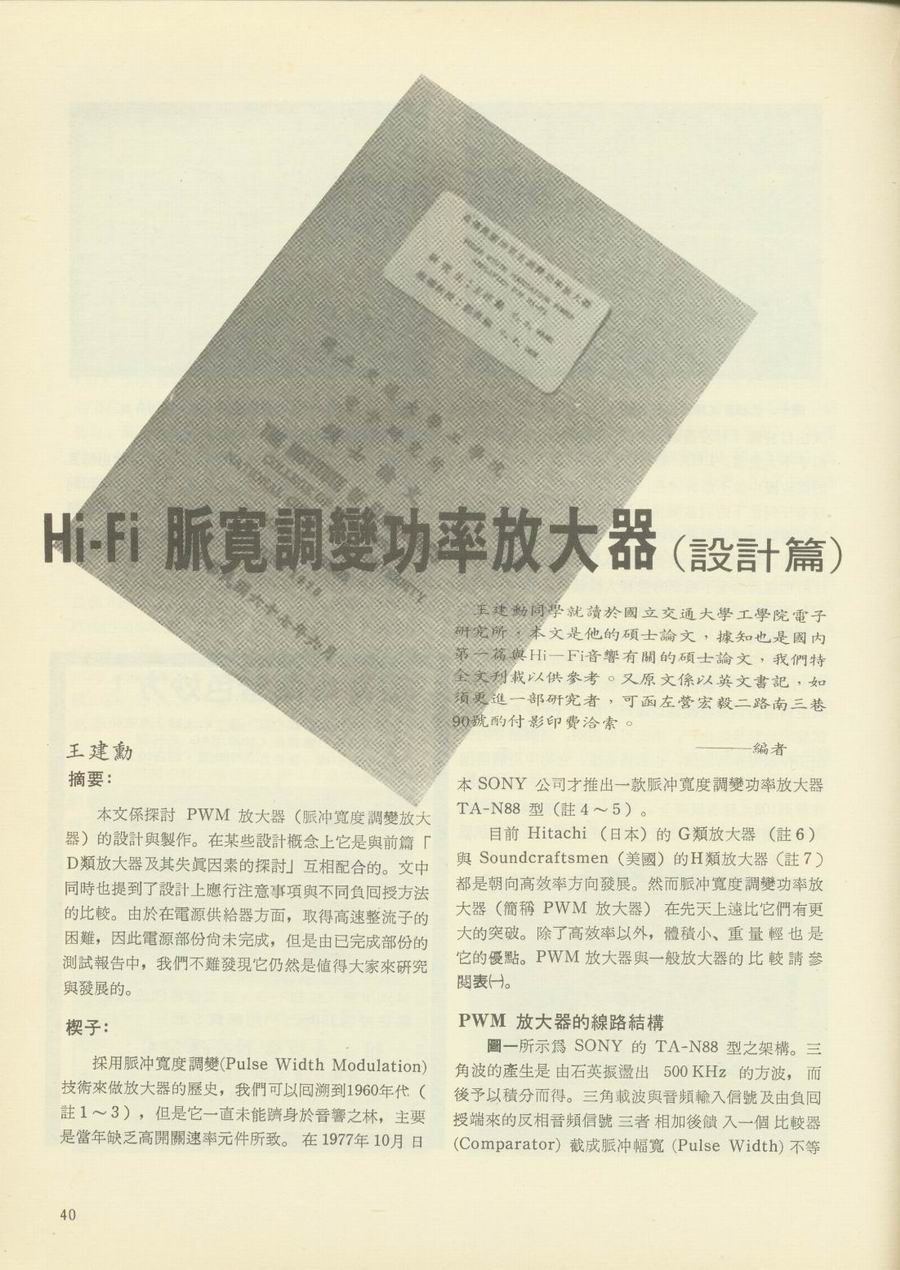 Hi-Fi 脈寬調變功率放大器(設計篇)
王建勳同學就讀於國立交通大學工學院電子
研究所，本文是他的碩士論文，據知也是國內
第一篇與Hi－Fi音響有關的碩士論文，我們特
全文刋載以供參考。又原文係以英文書記，如
須更進一部研究者，可函左營宏毅二路南三巷
90號酌付影印費洽索。
———編者
王建勳
摘要：
本文係探討 PWM 放大器（脈冲寬度調變放大
器）的設計與製作。在某些設計槪念上它是與前篇「
D類放大器及其失眞因素的探討」互相配合的。文中
同時也提到了設計上應行注意事項與不同負囘授方法
的比較。由於在電源供給器方面，取得高速整流子的
困難，因此電源部份尙未完成，但是由已完成部份的
測試報告中，我們不難發現它仍然是値得大家來硏究
與發展的。
楔子：
採用脈冲寬度調變(Pulse Width Modulation)
技術來做放大器的歷史，我們可以囘溯到1960年代（
註1～3），但是它一直未能躋身於音響之林，主要
是當年缺乏高開關速率元件所致。在1977年10月日
本 SONY 公司才推出一款脈冲寬度調變功率放大器
TA-N88 型（註4～5）。
目前 Hitachi （日本）的 G類放大器 （註6）
與 Soundcraftsmen （美國）的H類放大器（註7）
都是朝向高效率方向發展。然而脈冲寬度調變功率放
大器（簡稱 PWM 放大器） 在先天上遠比它們有更
大的突破。除了高效率以外，體積小、重量輕也是
它的優點。PWM 放大器與一般放大器的比較請參
閱表㈠。
PWM 放大器的線路結構
圖一所示爲 SONY 的 TA-N88 型之架構。三
角波的產生是由石英振盪出 500 KHz 的方波，而
後予以積分而得。三角載波與音頻輸入信號及由負囘
授端來的反相音頻信號三者相加後饋入一個比較器
(Comparator) 截成脈冲幅寬 (Pulse Width) 不等
40